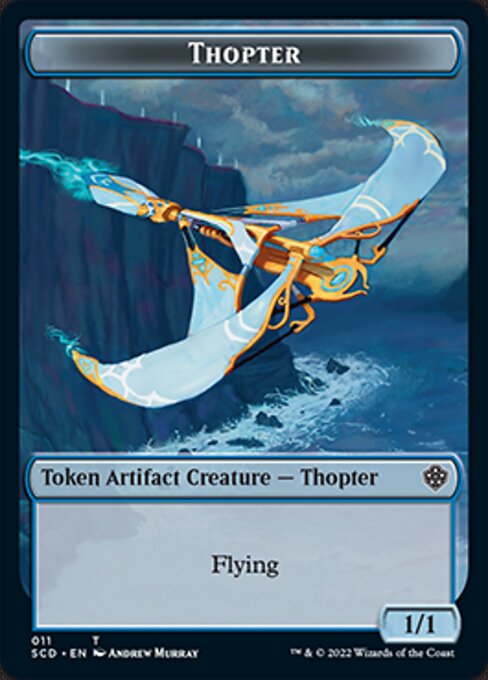 Thopter
Token Artifact Creature — Thopter
Flying
1/1
011 T
SCD • EN Andrew Murray
™ & © 2022 Wizards of the Coast